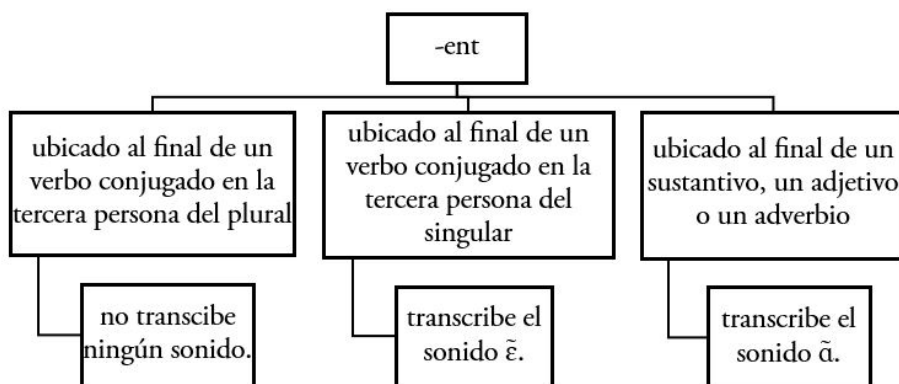 -ent
ubicado al final de un
verbo conjugado en la
tercera persona del plural
no transcribe
ningún sonido.
ubicado al final de un
verbo conjugado en la
tercera persona del
singular
transcribe el
sonido ɛ̃.
ubicado al final de un
sustantivo, un adjetivo
o un adverbio
transcribe el
sonido ɑ̃.